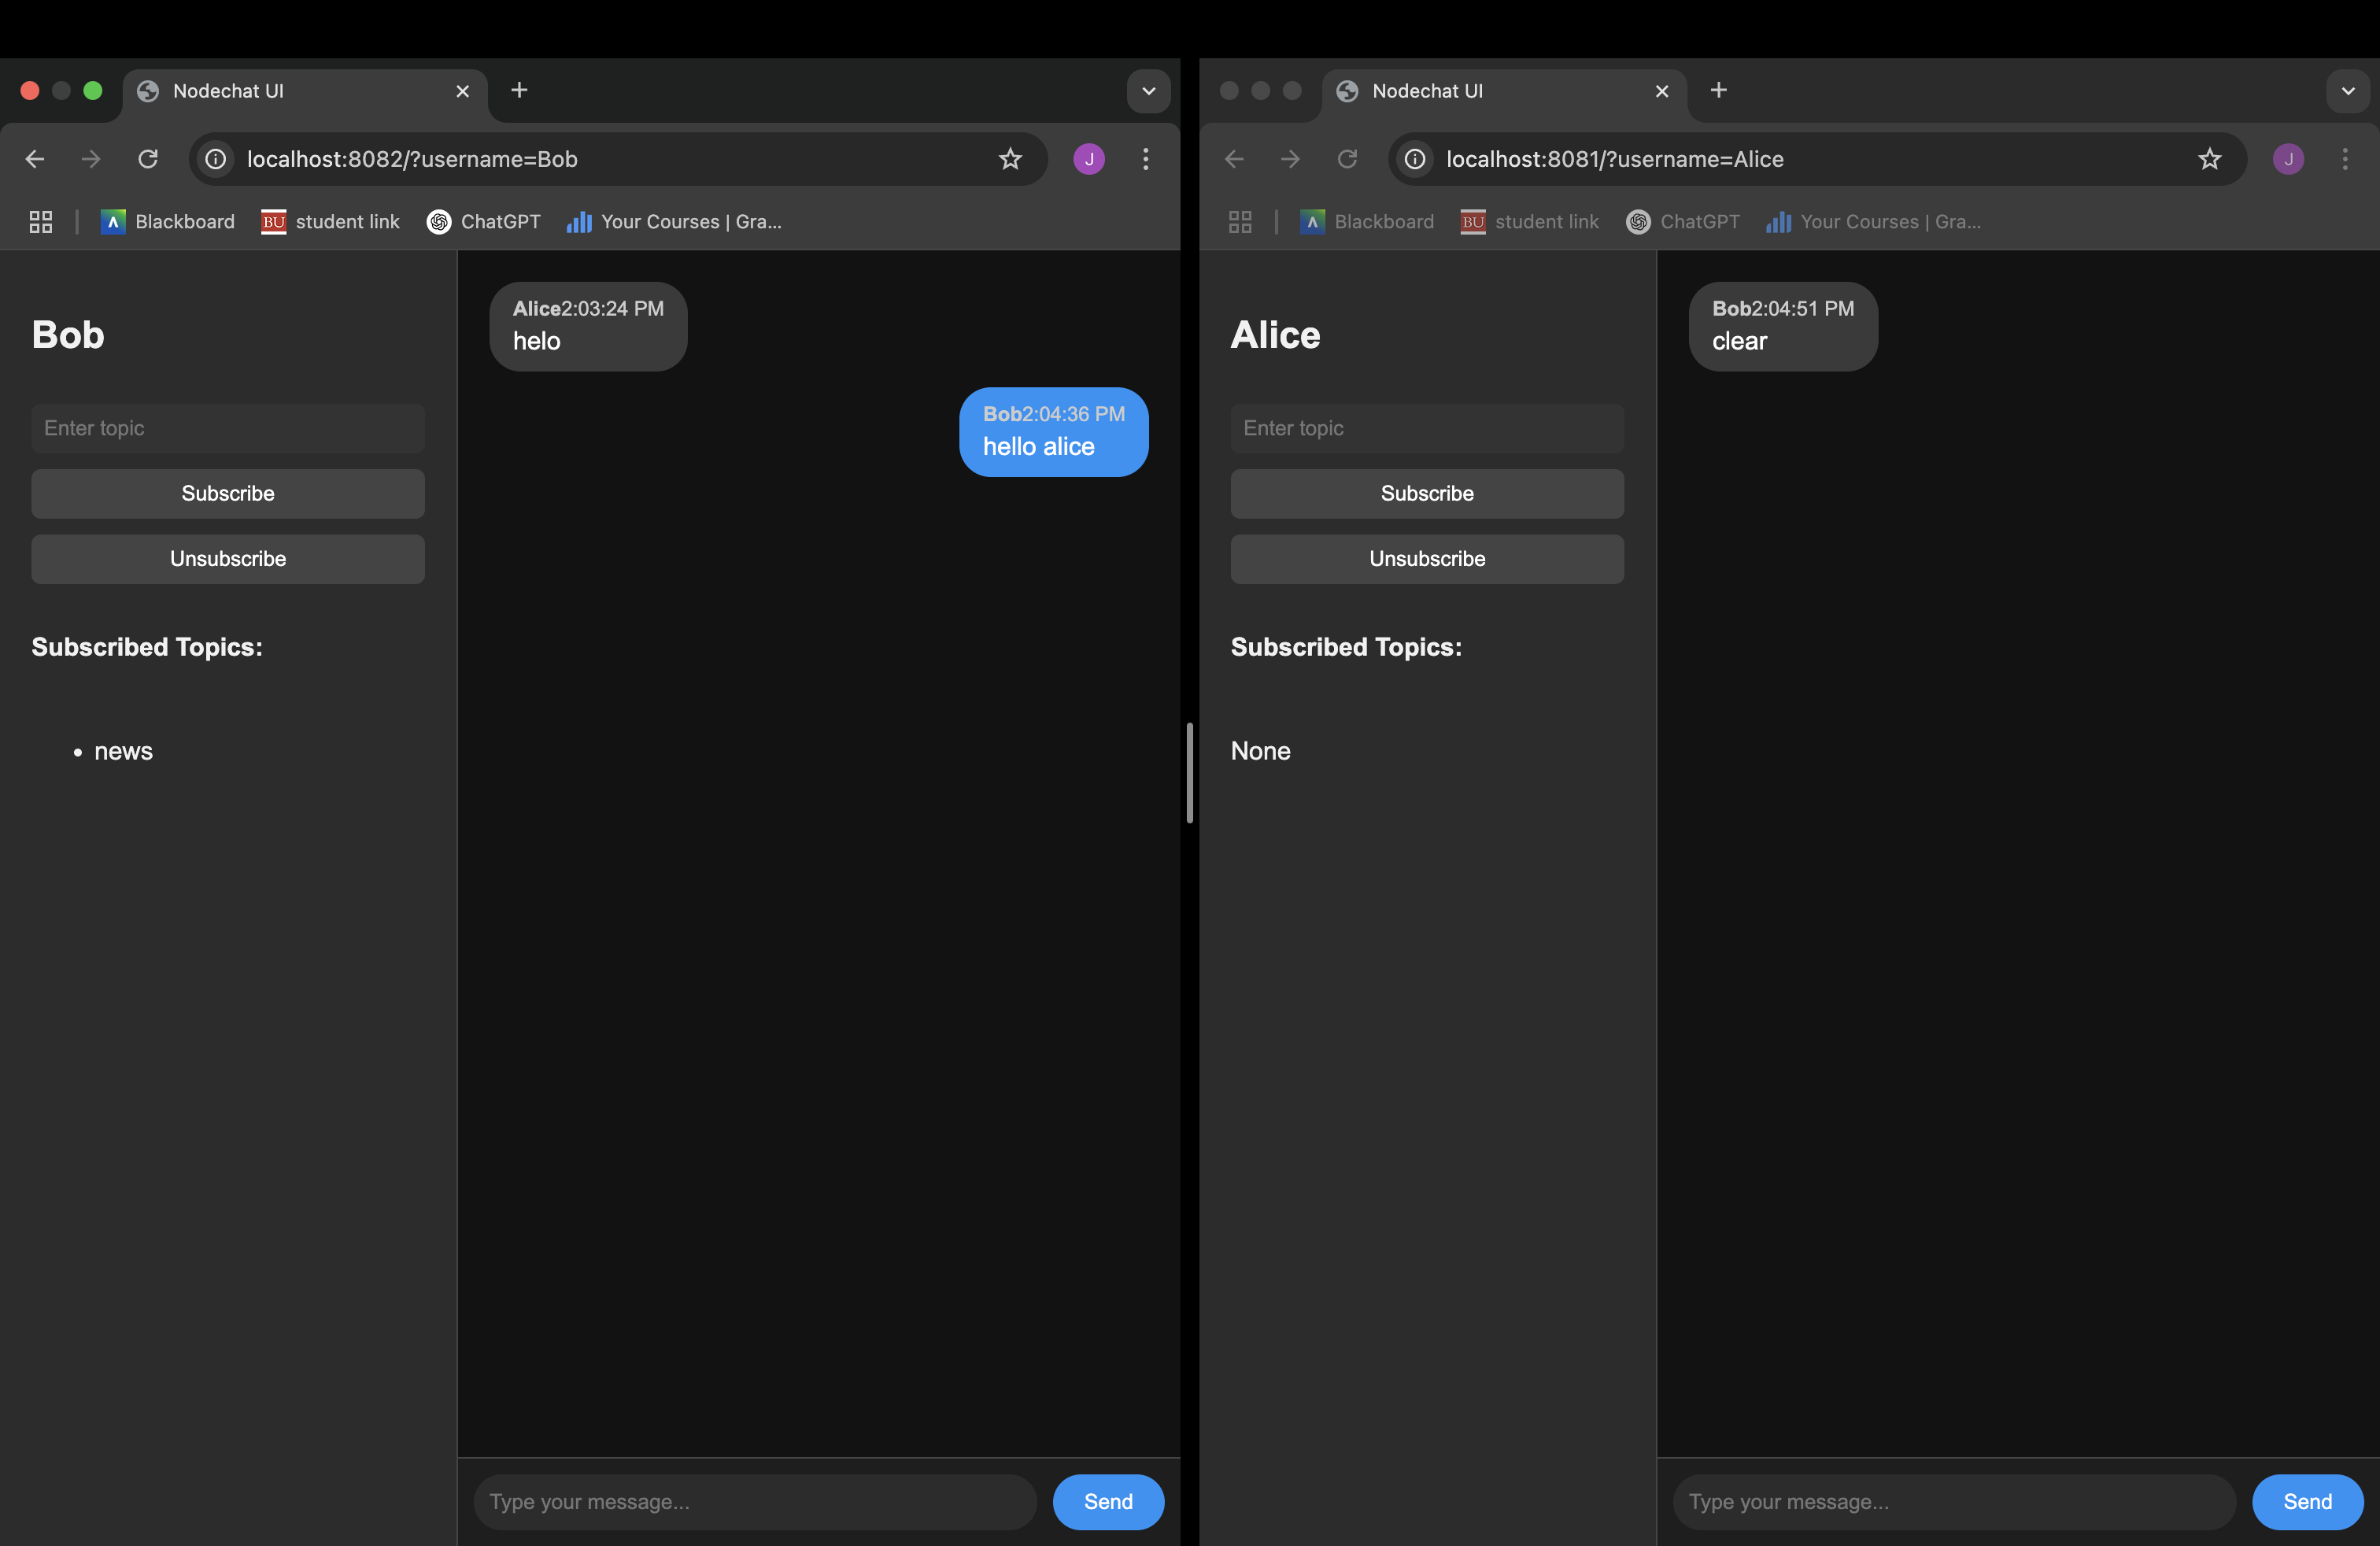 Nodechat UI
localhost:8082/?username=Bob
J
Blackboard
BU student link
ChatGPT
Your Courses | Gra...
Bob
Enter topic
Subscribe
Unsubscribe
Subscribed Topics:
• news
Alice2:03:24 PM
helo
Bob2:04:36 PM
hello alice
Type your message...
Send
Nodechat UI
localhost:8081/?username=Alice
J
Blackboard
BU student link
ChatGPT
Your Courses | Gra...
Alice
Enter topic
Subscribe
Unsubscribe
Subscribed Topics:
None
Bob2:04:51 PM
clear
Type your message...
Send